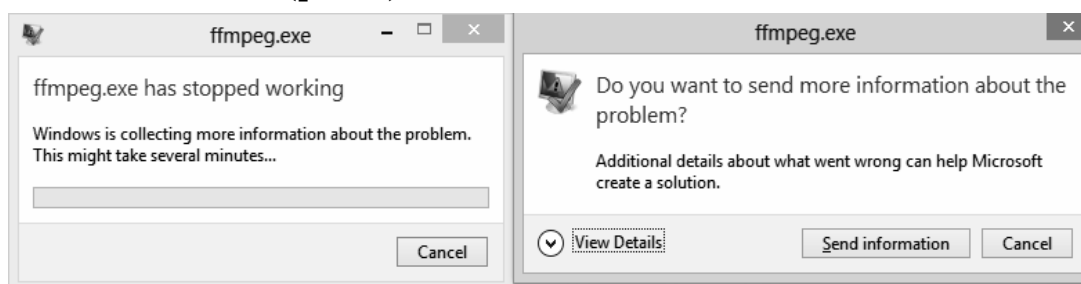 ffmpeg.exe
ffmpeg.exe has stopped working
Windows is collecting more information about the problem.
This might take several minutes...
Cancel
ffmpeg.exe
Do you want to send more information about the
problem?
Additional details about what went wrong can help Microsoft
create a solution.
View Details
Send information
Cancel